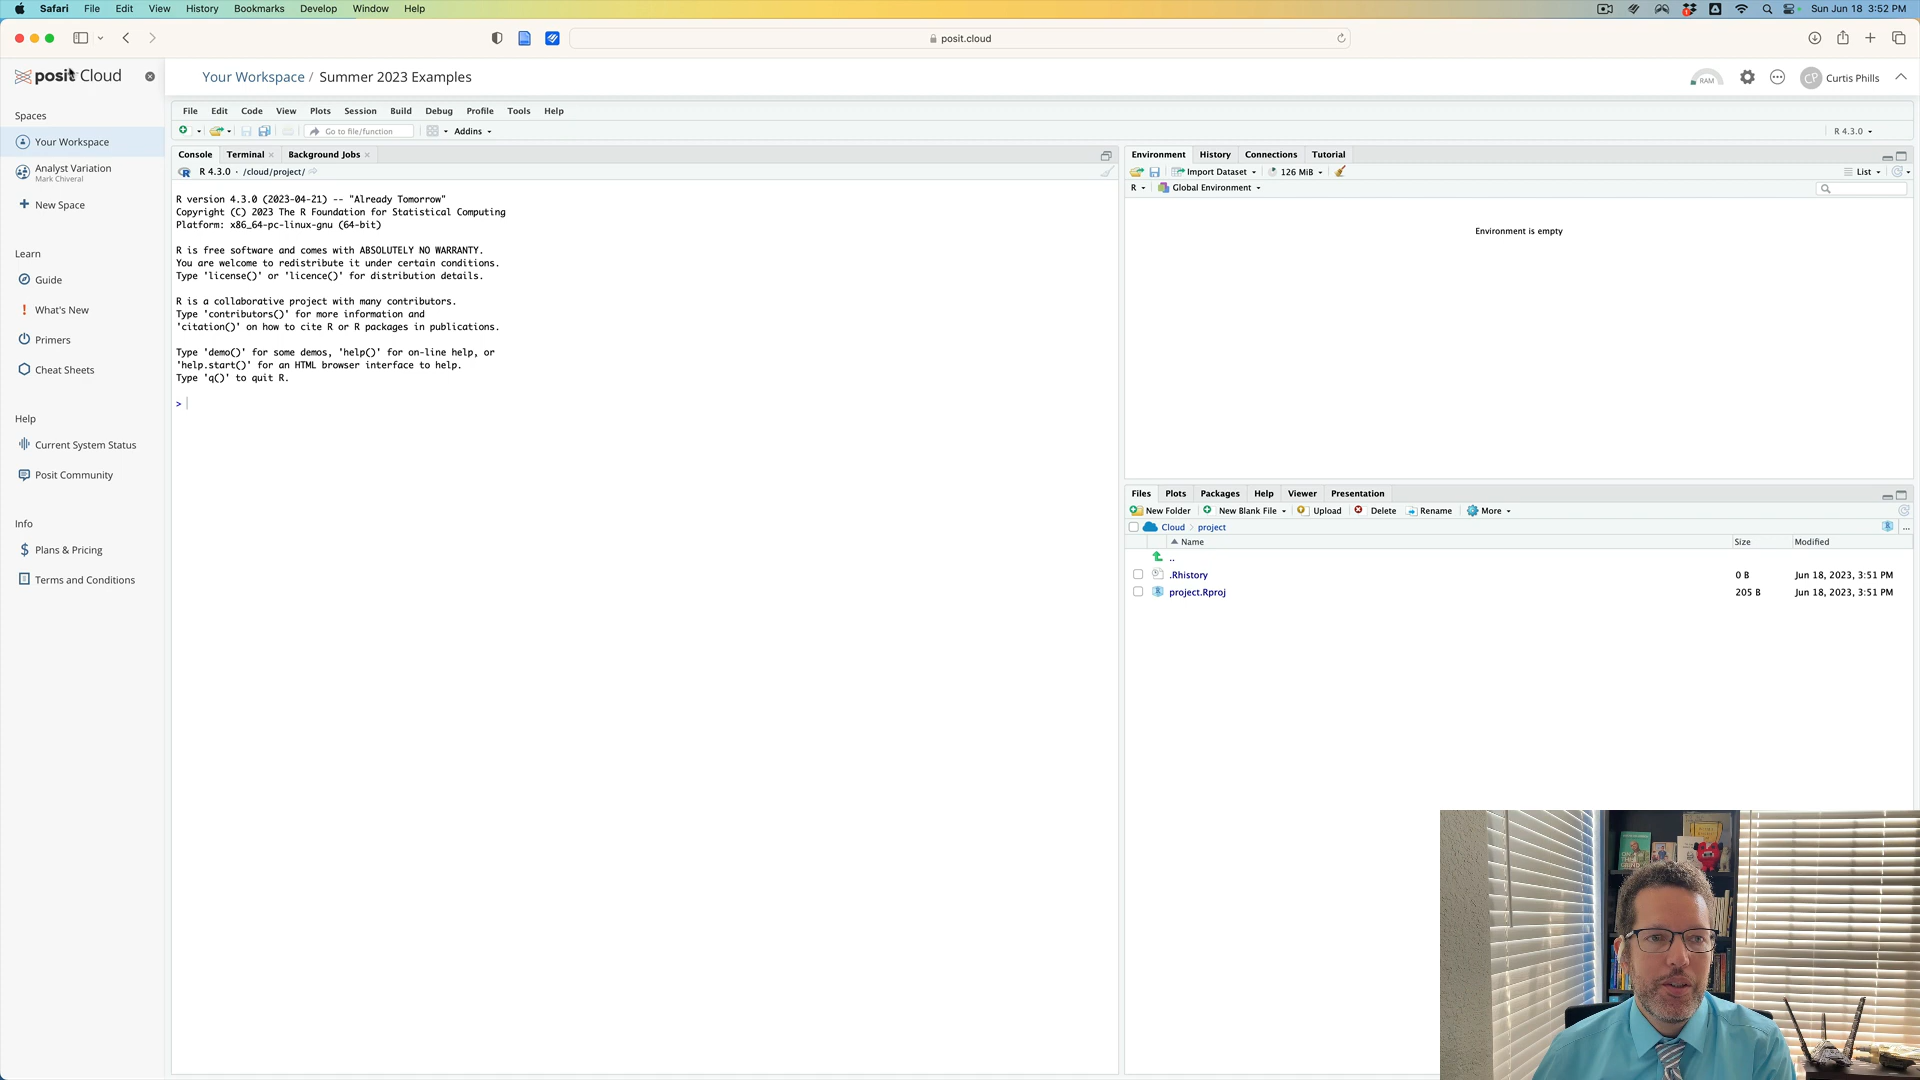 Safari File Edit View History Bookmarks Develop Window Help
Sun Jun 18 3:52 PM
posit.cloud
posit Cloud
Your Workspace / Summer 2023 Examples
RAM
CP Curtis Phills
Spaces
Your Workspace
Analyst Variation
Mark Chiveral
New Space
Learn
Guide
What's New
Primers
Cheat Sheets
Help
Current System Status
Posit Community
Info
Plans & Pricing
Terms and Conditions
File Edit Code View Plots Session Build Debug Profile Tools Help
Go to file/function
Addins
R 4.3.0
Console Terminal Background Jobs
R 4.3.0 · /cloud/project/
R version 4.3.0 (2023-04-21) -- "Already Tomorrow"
Copyright (C) 2023 The R Foundation for Statistical Computing
Platform: x86_64-pc-linux-gnu (64-bit)
R is free software and comes with ABSOLUTELY NO WARRANTY.
You are welcome to redistribute it under certain conditions.
Type 'license()' or 'licence()' for distribution details.
R is a collaborative project with many contributors.
Type 'contributors()' for more information and
'citation()' on how to cite R or R packages in publications.
Type 'demo()' for some demos, 'help()' for on-line help, or
'help.start()' for an HTML browser interface to help.
Type 'q()' to quit R.
>
Environment History Connections Tutorial
Import Dataset 126 MiB
List
R Global Environment
Environment is empty
Files Plots Packages Help Viewer Presentation
New Folder New Blank File Upload Delete Rename More
Cloud project
...
Name Size Modified
..
.Rhistory 0 B Jun 18, 2023, 3:51 PM
project.Rproj 205 B Jun 18, 2023, 3:51 PM